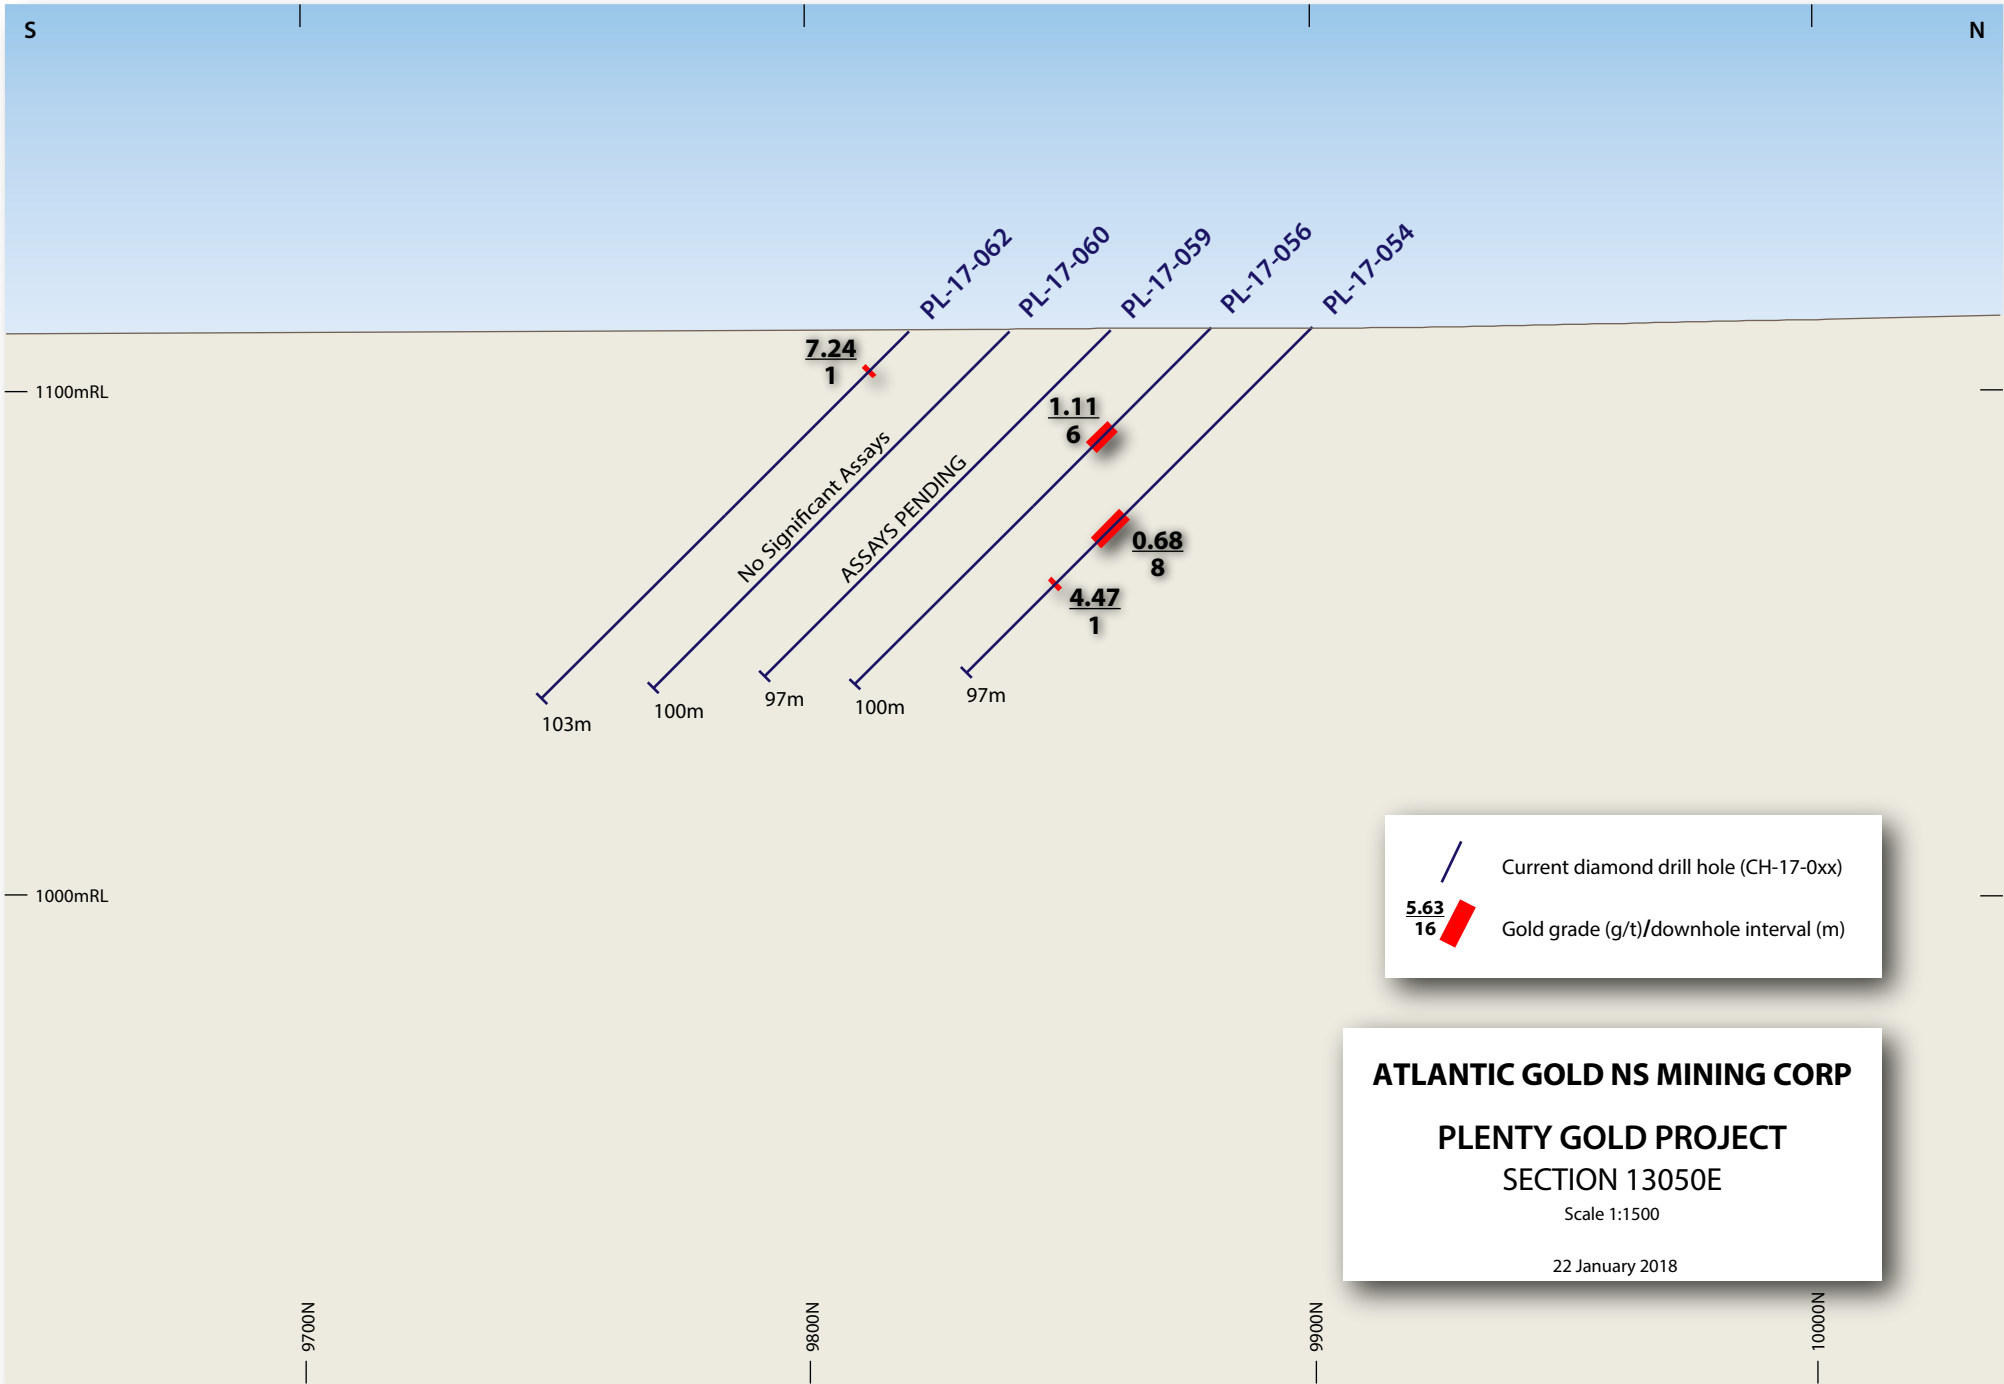 S
N
PL-17-062
PL-17-060
PL-17-059
PL-17-056
PL-17-054
7.24
1
1100mRL
1.11
6
No Significant Assays
ASSAYS PENDING
0.68
8
4.47
1
103m
100m
97m
100m
97m
1000mRL
Current diamond drill hole (CH-17-0xx)
5.63
16
Gold grade (g/t)/downhole interval (m)
ATLANTIC GOLD NS MINING CORP
PLENTY GOLD PROJECT
SECTION 13050E
Scale 1:1500
22 January 2018
9700N
9800N
9900N
10000N